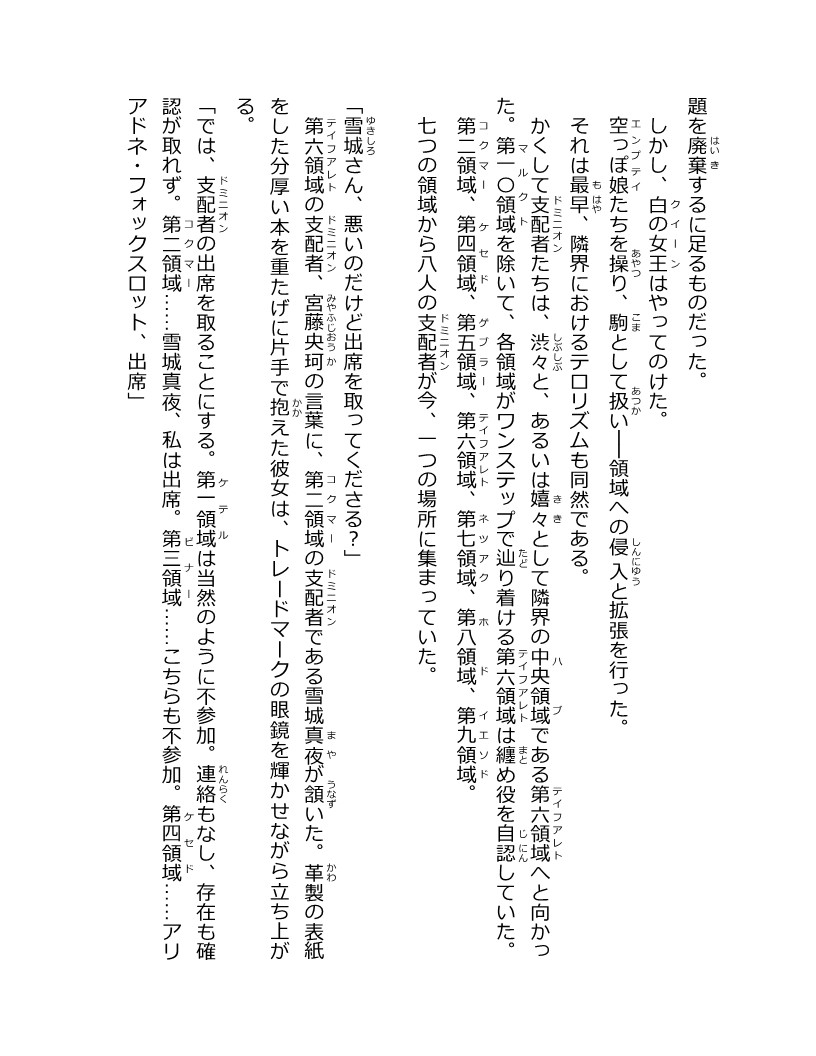 題を廃棄するに足るものだった。
しかし、白の女王はやってのけた。
空っぽ娘たちを操り、駒として扱い──領域への侵入と拡張を行った。
それは最早、隣界におけるテロリズムも同然である。
かくして支配者たちは、渋々と、あるいは嬉々として隣界の中央領域である第六領域へと向かっ
た。第一〇領域を除いて、各領域がワンステップで辿り着ける第六領域は纏め役を自認していた。
第二領域、第四領域、第五領域、第六領域、第七領域、第八領域、第九領域。
七つの領域から八人の支配者が今、一つの場所に集まっていた。
「雪城さん、悪いのだけど出席を取ってくださる?」
第六領域の支配者、宮藤央珂の言葉に、第二領域の支配者である雪城真夜が頷いた。革製の表紙
をした分厚い本を重たげに片手で抱えた彼女は、トレードマークの眼鏡を輝かせながら立ち上が
る。
「では、支配者の出席を取ることにする。第一領域は当然のように不参加。連絡もなし、存在も確
認が取れず。第二領域……雪城真夜、私は出席。第三領域……こちらも不参加。第四領域……アリ
アドネ・フォックスロット、出席」